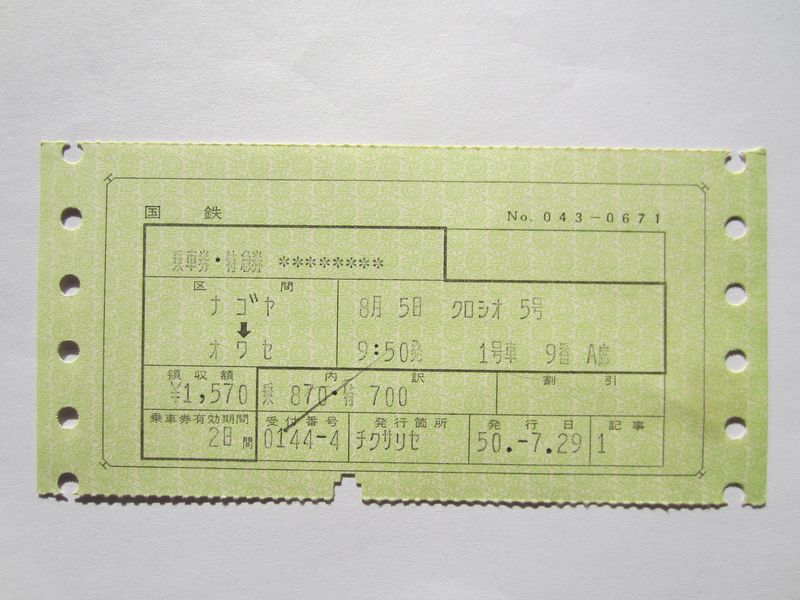 国鉄 No. 043-0671
乗車券・特急券 ********
区間
ナゴヤ 8月 5日 クロシオ 5号
⬇
オワセ 9:50発 1号車 9番 A席
領収額 内訳 割引
¥1,570 乗 870・特 700
乗車券有効期間 受付番号 発行箇所 発行日 記事
2日間 0144-4 チクサリセ 50.-7.29 1